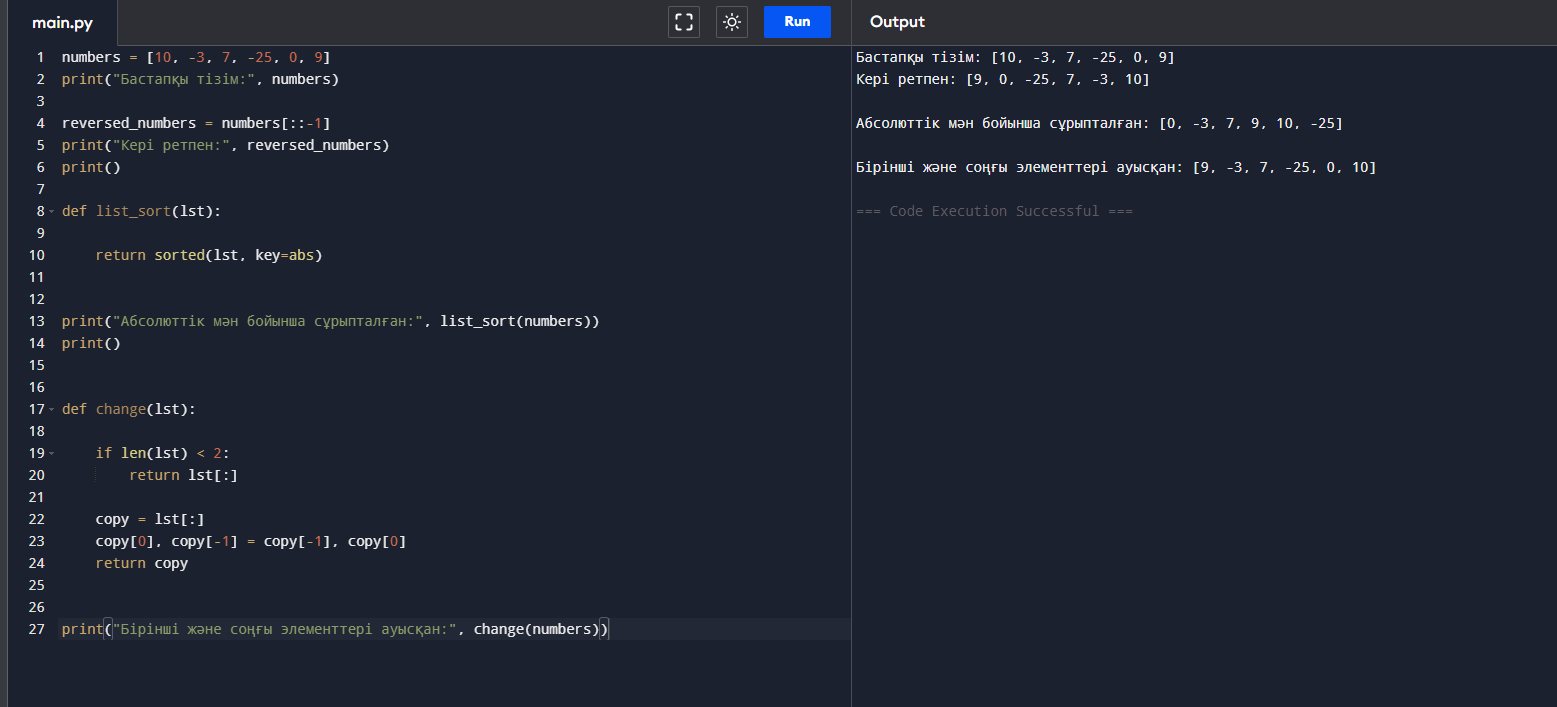 main.py
Run
Output
1 numbers = [10, -3, 7, -25, 0, 9]
2 print("Бастапқы тізім:", numbers)
3
4 reversed_numbers = numbers[::-1]
5 print("Кері ретпен:", reversed_numbers)
6 print()
7
8 def list_sort(lst):
9
10     return sorted(lst, key=abs)
11
12
13 print("Абсолюттік мән бойынша сұрыпталған:", list_sort(numbers))
14 print()
15
16
17 def change(lst):
18
19     if len(lst) < 2:
20         return lst[:]
21
22     copy = lst[:]
23     copy[0], copy[-1] = copy[-1], copy[0]
24     return copy
25
26
27 print("Бірінші және соңғы элементтері ауысқан:", change(numbers))
Бастапқы тізім: [10, -3, 7, -25, 0, 9]
Кері ретпен: [9, 0, -25, 7, -3, 10]
Абсолюттік мән бойынша сұрыпталған: [0, -3, 7, 9, 10, -25]
Бірінші және соңғы элементтері ауысқан: [9, -3, 7, -25, 0, 10]
=== Code Execution Successful ===